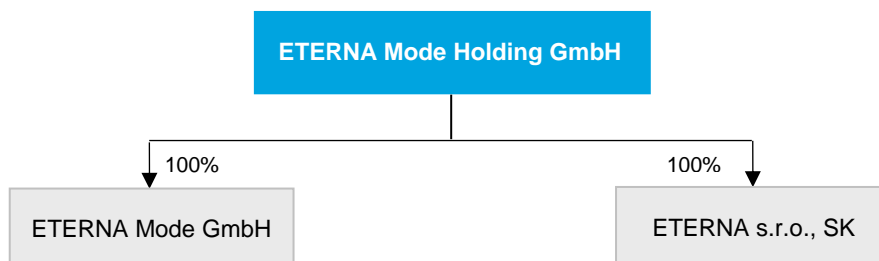 ETERNA Mode Holding GmbH
100%
100%
ETERNA Mode GmbH
ETERNA s.r.o., SK